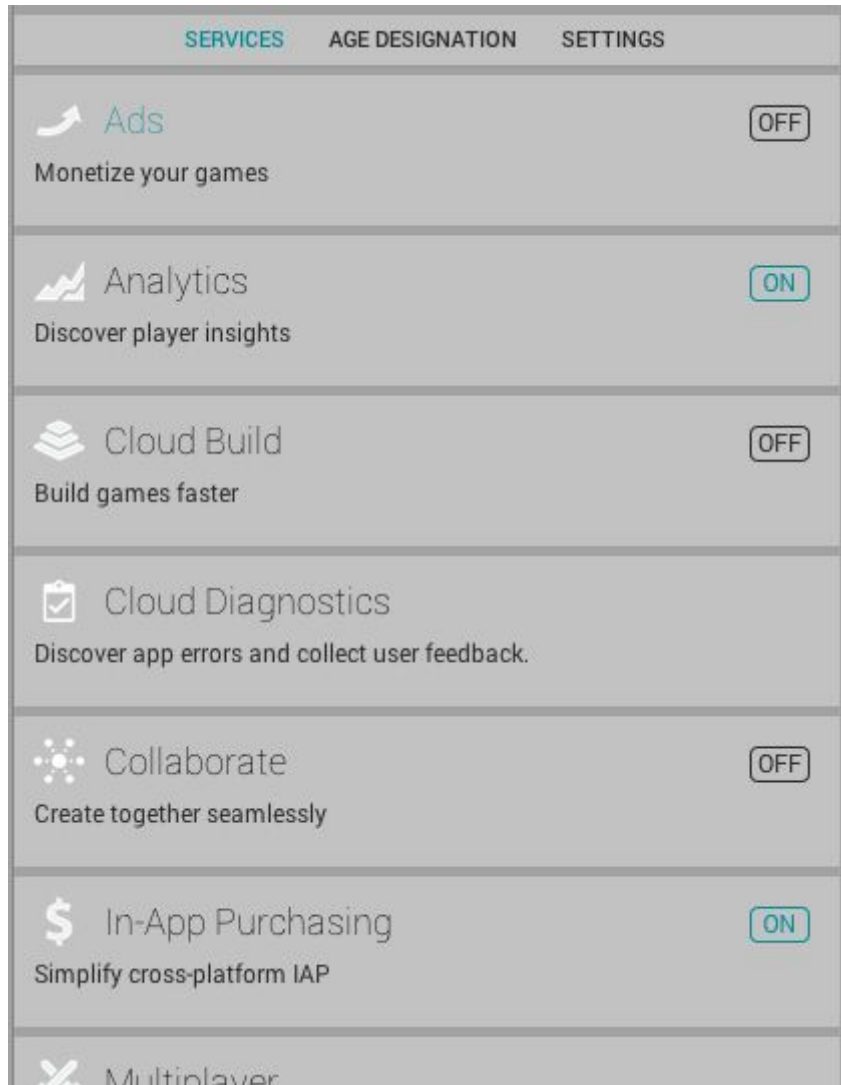 SERVICES AGE DESIGNATION SETTINGS
Ads OFF
Monetize your games
Analytics ON
Discover player insights
Cloud Build OFF
Build games faster
Cloud Diagnostics
Discover app errors and collect user feedback.
Collaborate OFF
Create together seamlessly
In-App Purchasing ON
Simplify cross-platform IAP
Multiplayer